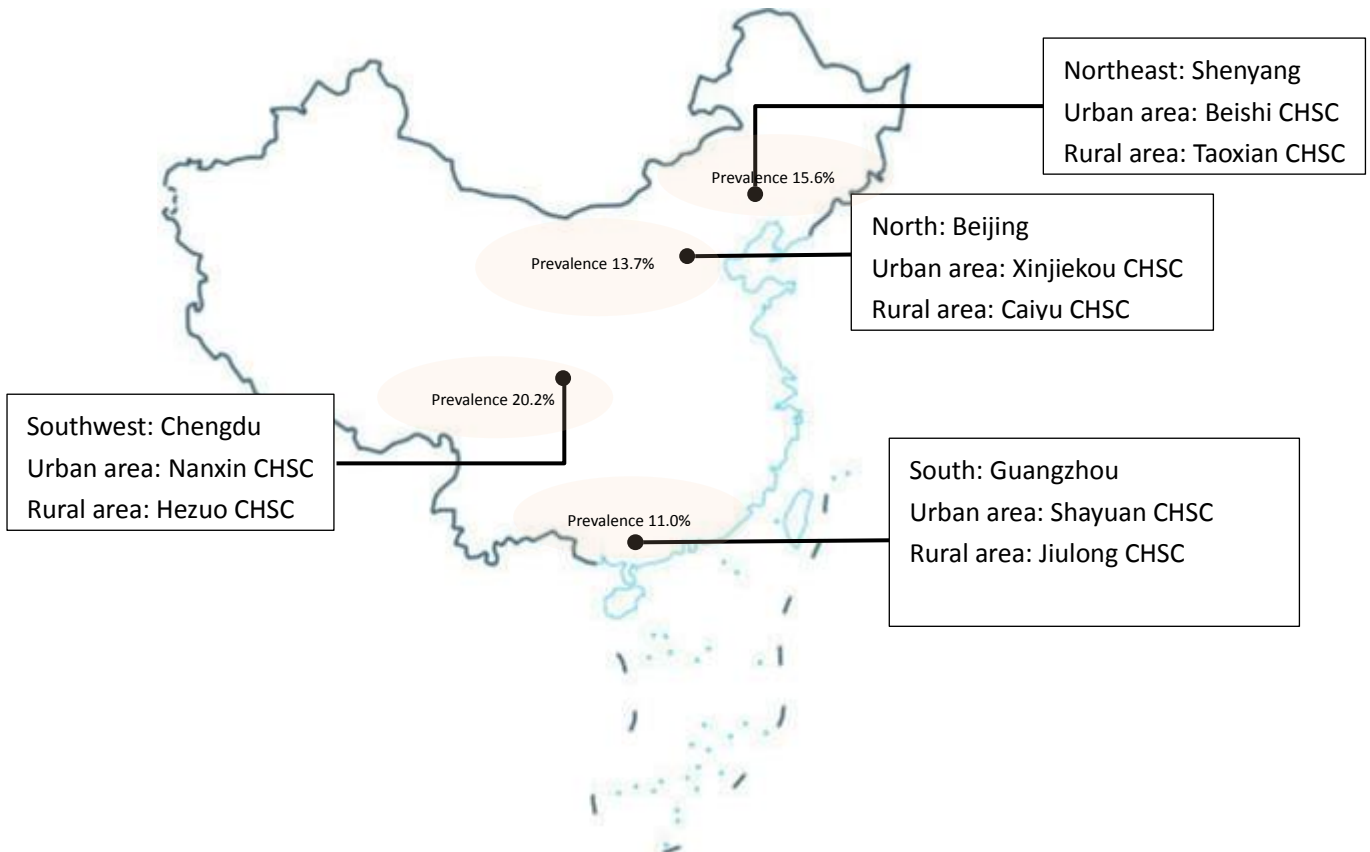 Northeast: Shenyang
Urban area: Beishi CHSC
Rural area: Taoxian CHSC
Prevalence 15.6%
North: Beijing
Urban area: Xinjiekou CHSC
Rural area: Caiyu CHSC
Prevalence 13.7%
Prevalence 20.2%
Southwest: Chengdu
Urban area: Nanxin CHSC
Rural area: Hezuo CHSC
South: Guangzhou
Urban area: Shayuan CHSC
Rural area: Jiulong CHSC
Prevalence 11.0%